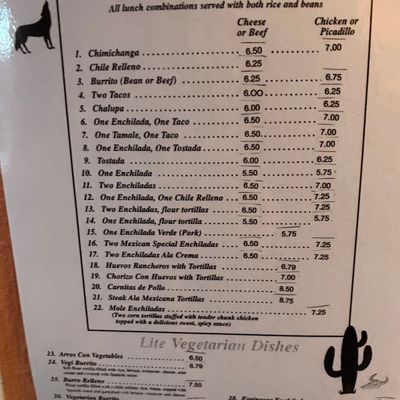 All lunch combinations served with both rice and beans
Cheese or Beef
Chicken or Picadillo
1. Chimichanga 6.50 7.00
2. Chile Relleno 6.25
3. Burrito (Bean or Beef) 6.25 6.75
4. Two Tacos 6.00 6.25
5. Chalupa 6.00 6.25
6. One Enchilada, One Taco 6.50 7.00
7. One Tamale, One Taco 6.50 7.00
8. One Enchilada, One Tostada 6.50 7.00
9. Tostada 6.00 6.25
10. One Enchilada 5.50 5.75
11. Two Enchiladas 6.50 7.00
12. One Enchilada, One Chile Relleno 6.50 7.25
13. Two Enchiladas, flour tortillas 6.50 7.25
14. One Enchilada, flour tortillas 5.50 5.75
15. One Enchilada Verde (Pork) 5.75
16. Two Mexican Special Enchiladas 6.50 7.25
17. Two Enchiladas Ala Crema 6.50 7.25
18. Huevos Rancheros with Tortillas 6.79
19. Chorizo Con Huevos with Tortillas 7.00
20. Carnitas de Pollo 8.50
21. Steak Ala Mexicana Tortillas 8.75
22. Mole Enchiladas 7.25
(Two corn tortillas stuffed with tender chunk chicken
topped with a delicious sweet, spicy sauce)
Lite Vegetarian Dishes
23. Arroz Con Vegetables 6.50
24. Vegi Burrito 6.79
25. Burro Relleno 7.50
26. Vegetarian Burrito